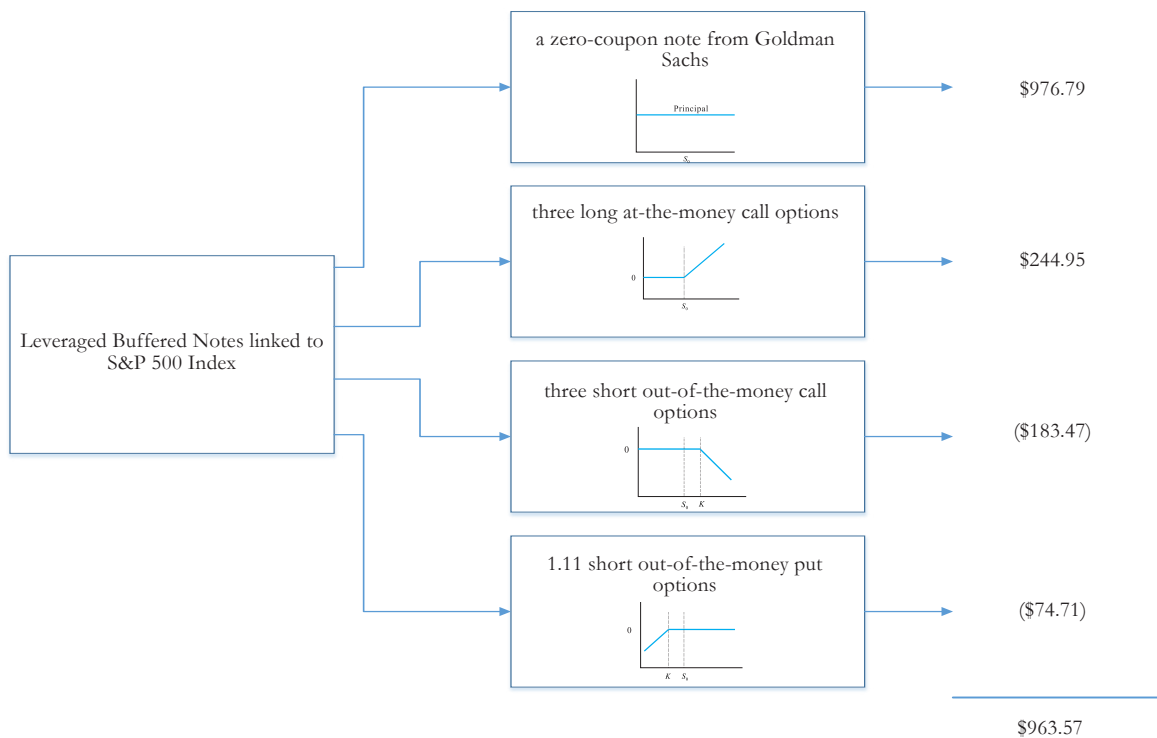 a zero-coupon note from Goldman
Sachs
Principal
S₀
$976.79
three long at-the-money call options
0
S₀
$244.95
Leveraged Buffered Notes linked to
S&P 500 Index
three short out-of-the-money call
options
0
S₀ K
($183.47)
1.11 short out-of-the-money put
options
0
K S₀
($74.71)
$963.57